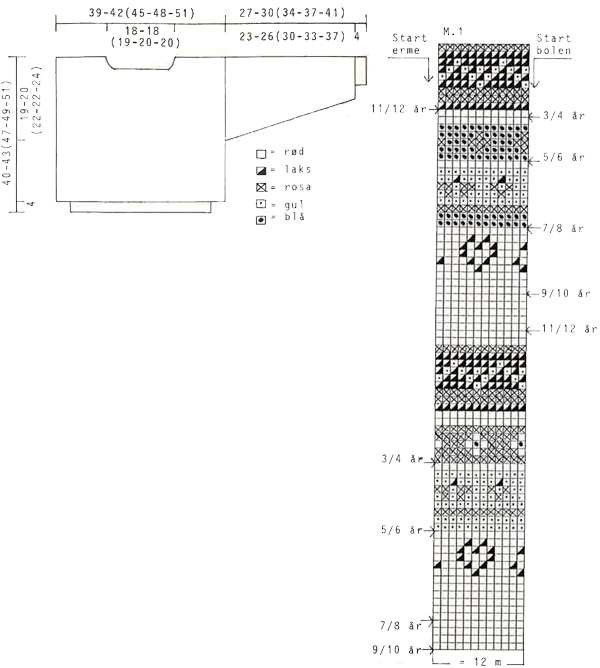 39-42(45-48-51)
27-30(34-37-41)
18-18
(19-20-20)
23-26(30-33-37)
4
40-43(47-49-51)
19-20
(22-22-24)
4
= rød
= laks
= rosa
= gul
= blå
M.1
Start
erme
Start
bolen
11/12 år
3/4 år
5/6 år
7/8 år
9/10 år
11/12 år
3/4 år
5/6 år
7/8 år
9/10 år
= 12 m